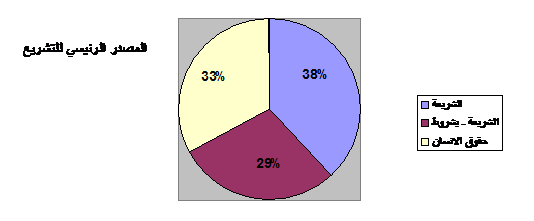 المصدر الرئيسي للتشريع
38%
33%
29%
الشريعة
الشريعة - بشروط
حقوق الانسان